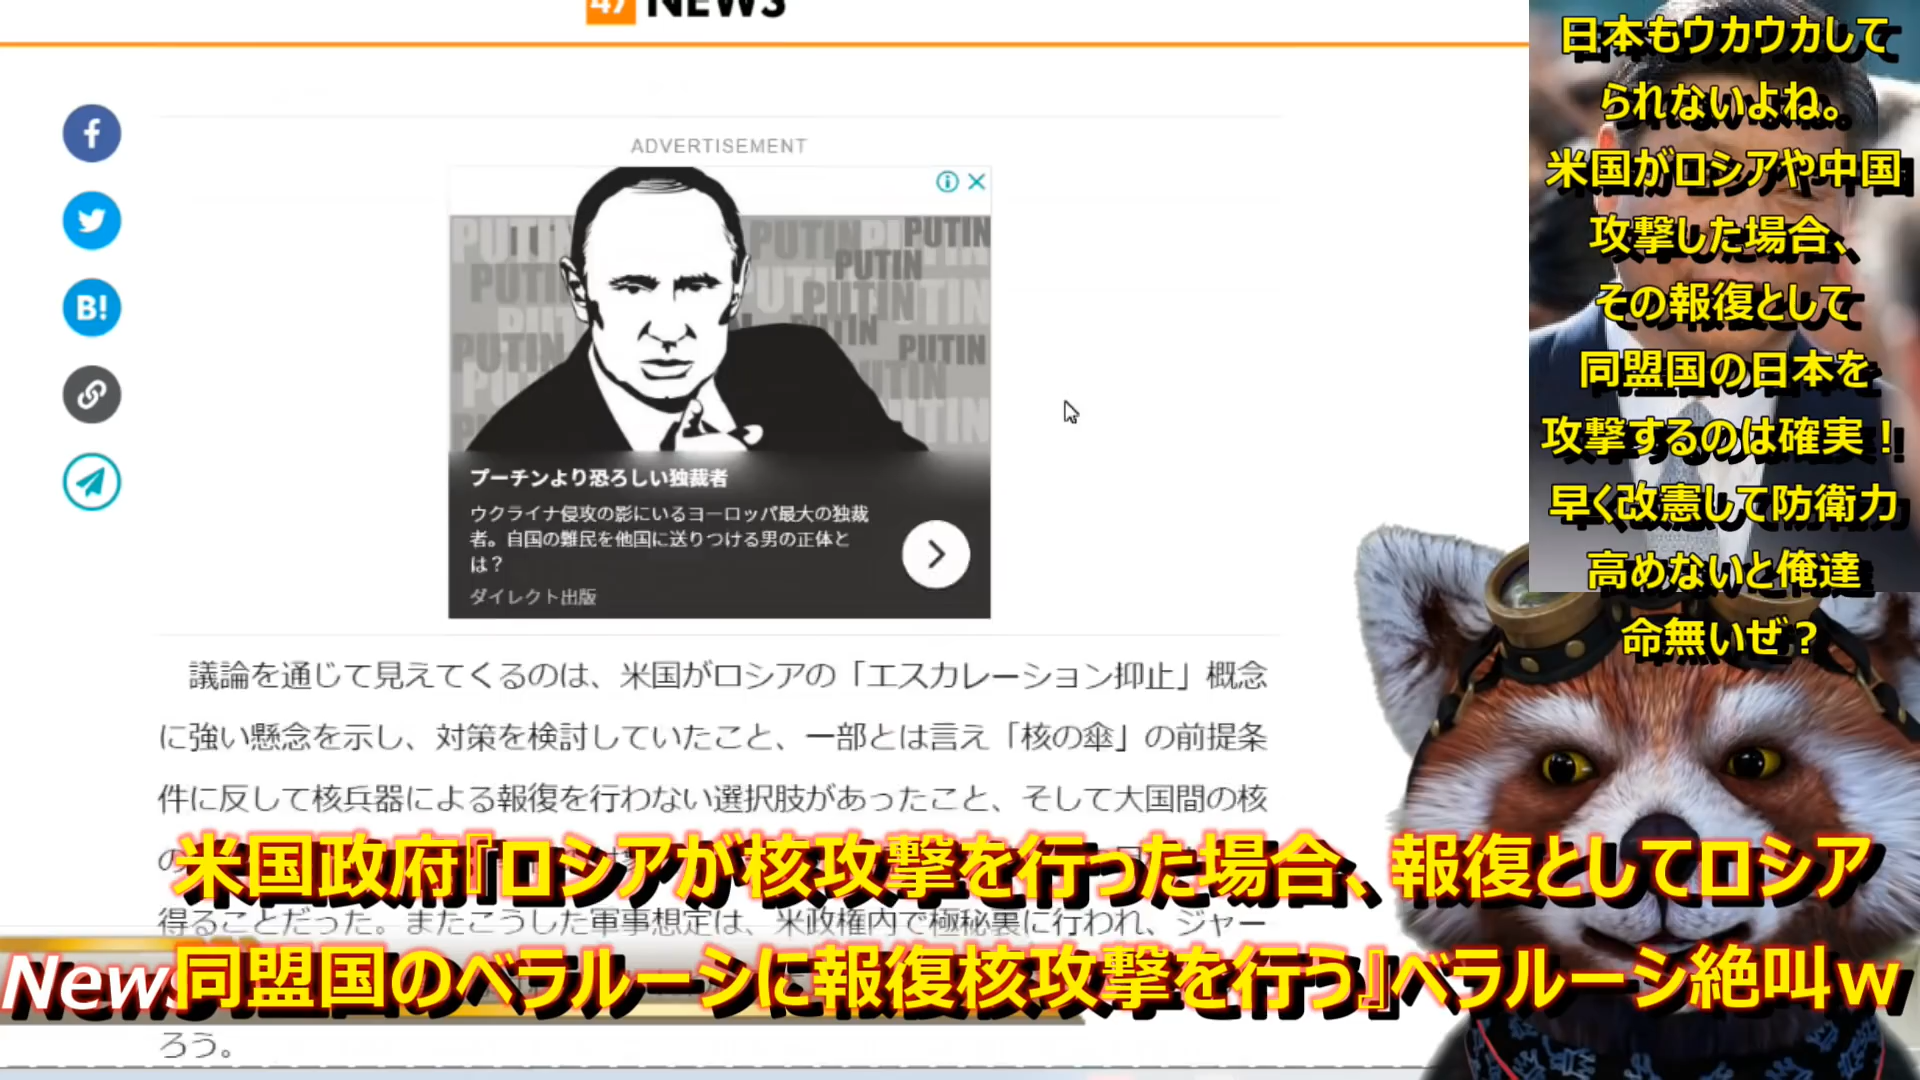 47 NEWS
ADVERTISEMENT
PUTIN
プーチンより恐ろしい独裁者
ウクライナ侵攻の影にいるヨーロッパ最大の独裁
者。自国の難民を他国に送りつける男の正体と
は？
ダイレクト出版
議論を通じて見えてくるのは、米国がロシアの「エスカレーション抑止」概念
に強い懸念を示し、対策を検討していたこと、一部とは言え「核の傘」の前提条
件に反して核兵器による報復を行わない選択肢があったこと、そして大国間の核
の
得ることだった。またこうした軍事想定は、米政権内で極秘裏に行われ、ジャー
ろう。
日本もウカウカして
られないよね。
米国がロシアや中国
攻撃した場合、
その報復として
同盟国の日本を
攻撃するのは確実！
早く改憲して防衛力
高めないと俺達
命無いぜ？
米国政府『ロシアが核攻撃を行った場合、報復としてロシア
同盟国のベラルーシに報復核攻撃を行う』ベラルーシ絶叫ｗ
News
B!